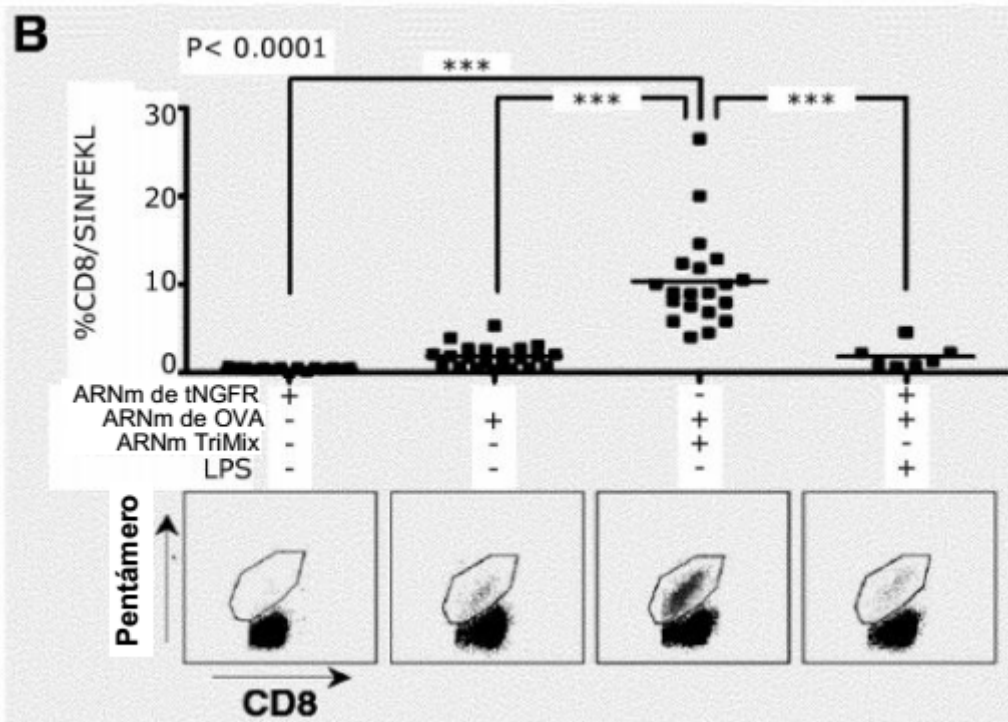 B
P< 0.0001
***
*** ***
30
20
10
0
%CD8/SINFEKL
ARNm de tNGFR + - +
ARNm de OVA - + + +
ARNm TriMix - - + -
LPS - - - +
Pentámero
CD8